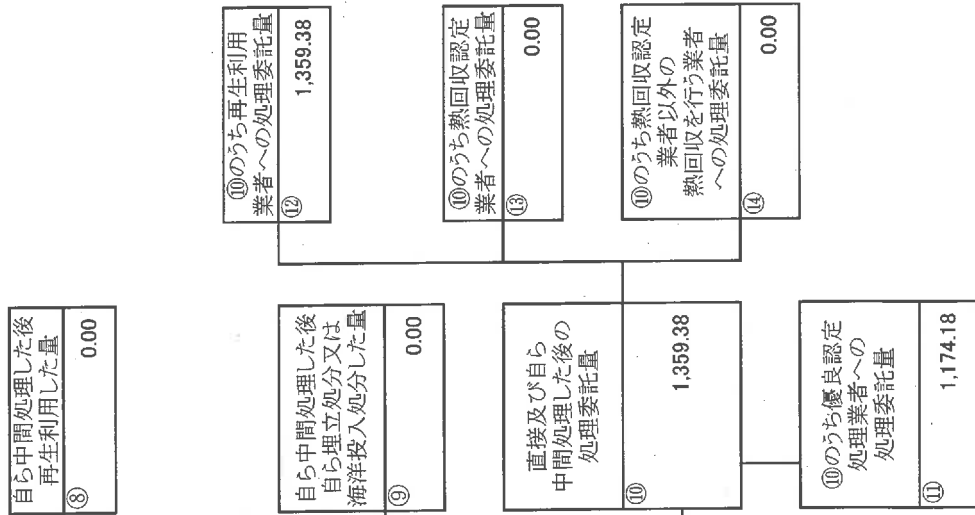 自ら中間処理した後
再生利用した量
⑧
0.00
自ら中間処理した後
自ら埋立処分又は
海洋投入処分した量
⑨
0.00
直接及び自ら
中間処理した後の
処理委託量
⑩
1,359.38
⑩のうち優良認定
処理業者への
処理委託量
⑪
1,174.18
⑩のうち再生利用
業者への処理委託量
⑫
1,359.38
⑩のうち熱回収認定
業者への処理委託量
⑬
0.00
⑩のうち熱回収認定
業者以外の
熱回収を行う業者
への処理委託量
⑭
0.00